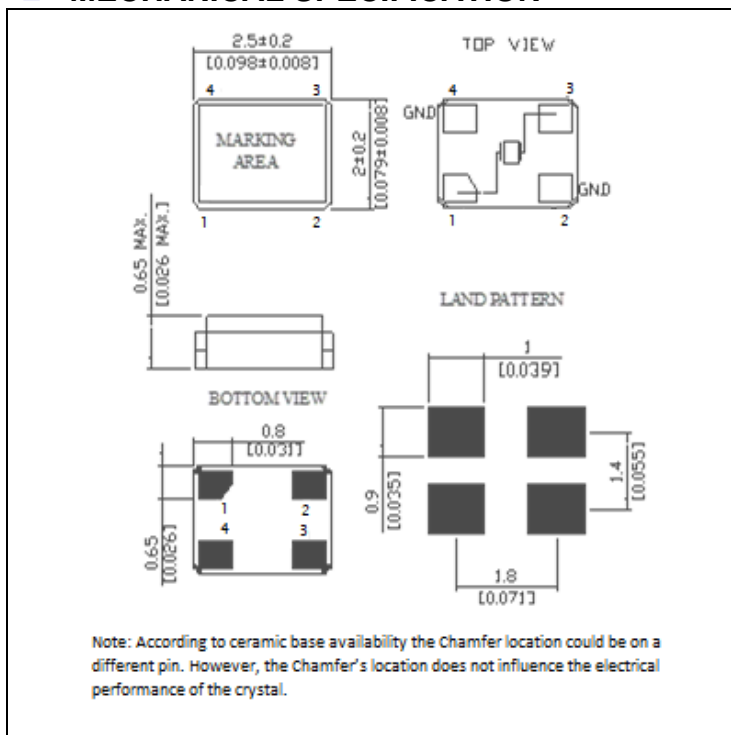 2.5±0.2
[0.098±0.008]
TOP VIEW
4 3
MARKING
AREA
2±0.2
[0.079±0.008]
1 2
4 3
GND
GND
1 2
0.65 MAX.
[0.026 MAX.]
LAND PATTERN
1
[0.039]
BOTTOM VIEW
0.8
[0.031]
1 2
4 3
0.65
[0.026]
0.9
[0.035]
1.4
[0.055]
1.8
[0.071]
Note: According to ceramic base availability the Chamfer location could be on a
different pin. However, the Chamfer's location does not influence the electrical
performance of the crystal.